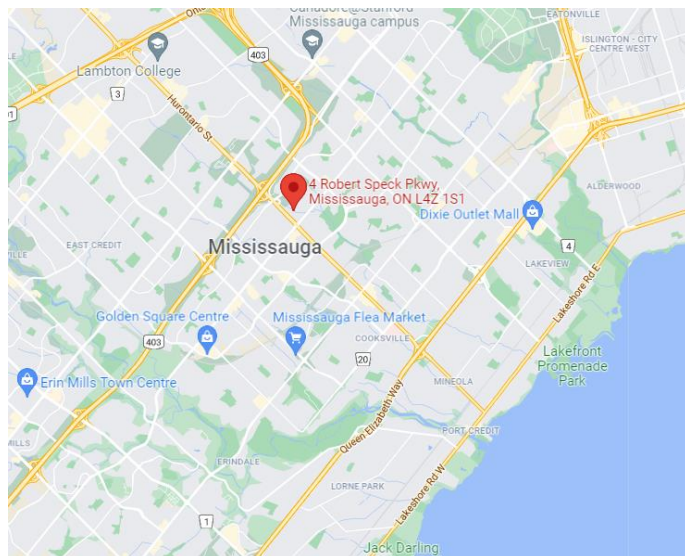 Canadore@Stanford
Mississauga campus
EATONVILLE
ISLINGTON - CITY
CENTRE WEST
403
Lambton College
3
Hurontario St
4 Robert Speck Pkwy,
Mississauga, ON L4Z 1S1
ALDERWOOD
Dixie Outlet Mall
EAST CREDIT
Mississauga
4
LAKEVIEW
Lakeshore Rd E
Golden Square Centre
Mississauga Flea Market
403
COOKSVILLE
20
Lakefront
Promenade
Park
Erin Mills Town Centre
MINEOLA
Queen Elizabeth Way
PORT CREDIT
MILLS
ERINDALE
LORNE PARK
Lakeshore Rd W
1
Jack Darling